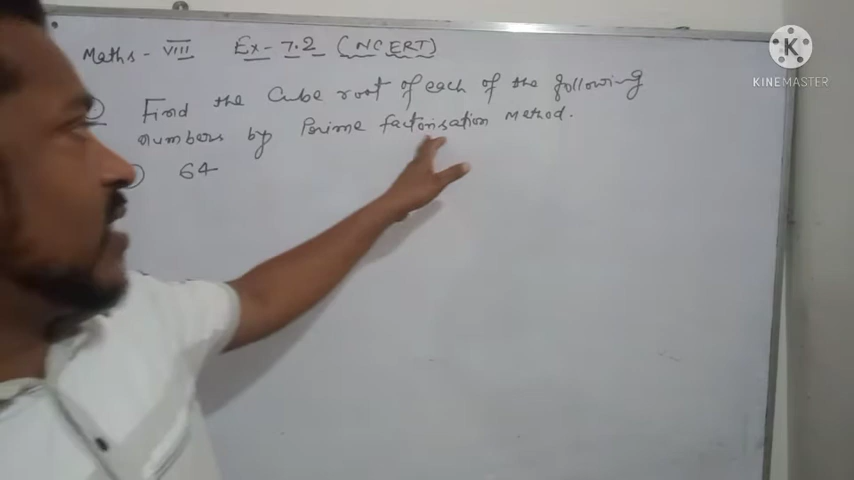 Maths - VIII Ex - 7.2 (NCERT)
Find the Cube root of each of the following
numbers by Prime factorisation Method.
64
K
KINEMASTER